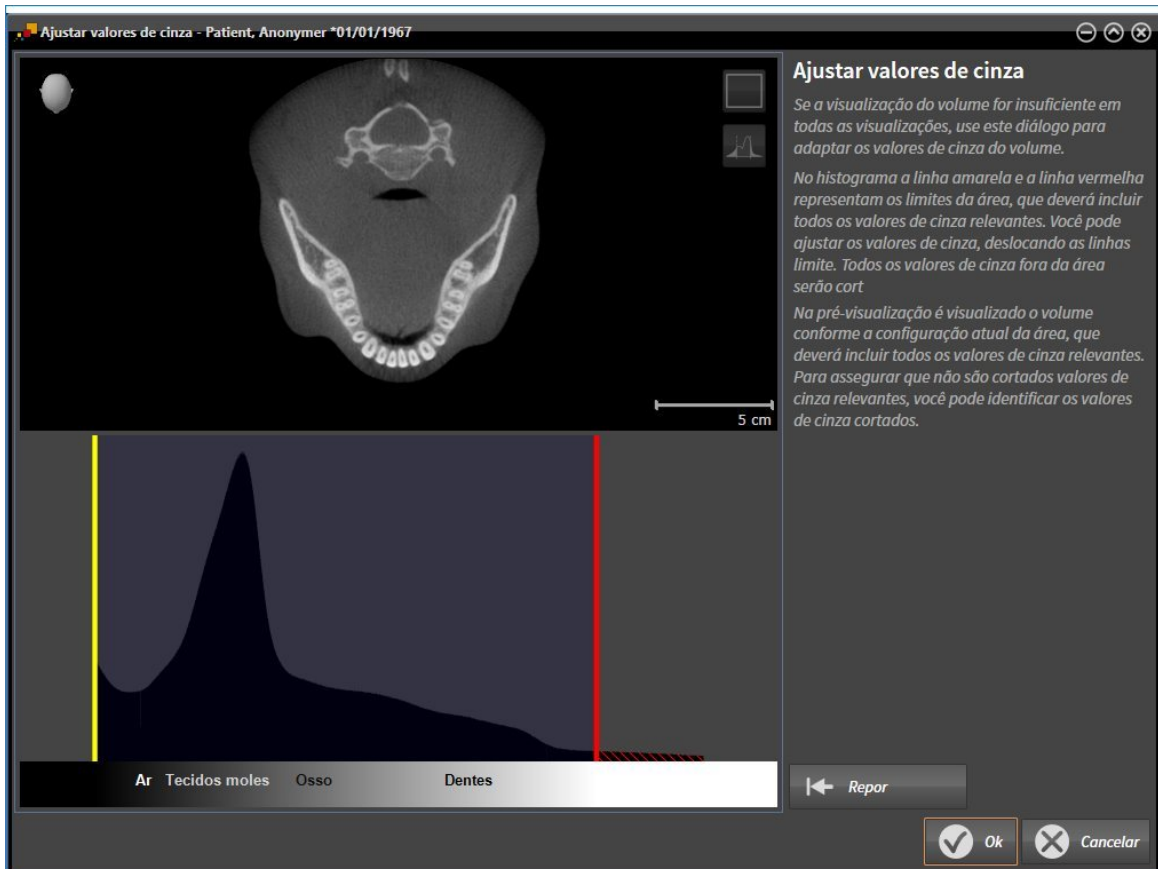 Ajustar valores de cinza - Patient, Anonymer *01/01/1967
5 cm
Ar Tecidos moles Osso Dentes
Ajustar valores de cinza
Se a visualização do volume for insuficiente em
todas as visualizações, use este diálogo para
adaptar os valores de cinza do volume.
No histograma a linha amarela e a linha vermelha
representam os limites da área, que deverá incluir
todos os valores de cinza relevantes. Você pode
ajustar os valores de cinza, deslocando as linhas
limite. Todos os valores de cinza fora da área
serão cort
Na pré-visualização é visualizado o volume
conforme a configuração atual da área, que
deverá incluir todos os valores de cinza relevantes.
Para assegurar que não são cortados valores de
cinza relevantes, você pode identificar os valores
de cinza cortados.
Repor
Ok Cancelar